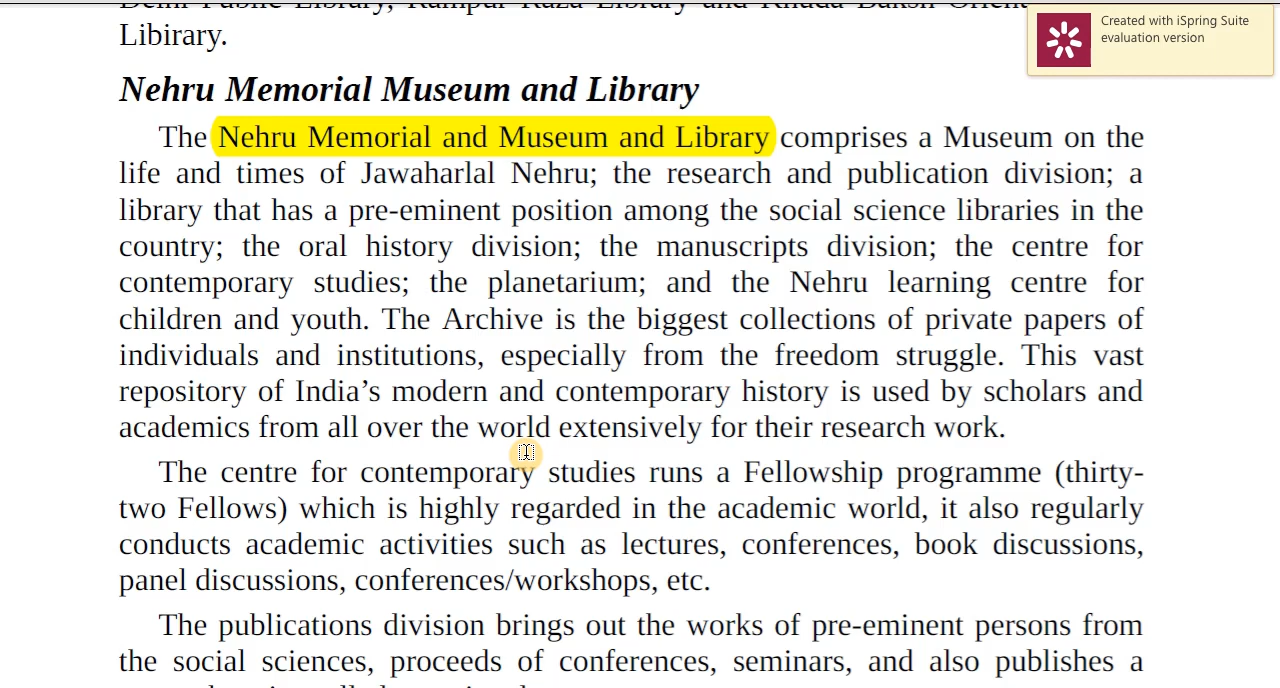 Delhi Public Library, Rampur Raza Library and Khuda Baksh
Libirary.
Created with iSpring Suite
evaluation version
Nehru Memorial Museum and Library
The Nehru Memorial and Museum and Library comprises a Museum on the
life and times of Jawaharlal Nehru; the research and publication division; a
library that has a pre-eminent position among the social science libraries in the
country; the oral history division; the manuscripts division; the centre for
contemporary studies; the planetarium; and the Nehru learning centre for
children and youth. The Archive is the biggest collections of private papers of
individuals and institutions, especially from the freedom struggle. This vast
repository of India’s modern and contemporary history is used by scholars and
academics from all over the world extensively for their research work.
The centre for contemporary studies runs a Fellowship programme (thirty-
two Fellows) which is highly regarded in the academic world, it also regularly
conducts academic activities such as lectures, conferences, book discussions,
panel discussions, conferences/workshops, etc.
The publications division brings out the works of pre-eminent persons from
the social sciences, proceeds of conferences, seminars, and also publishes a